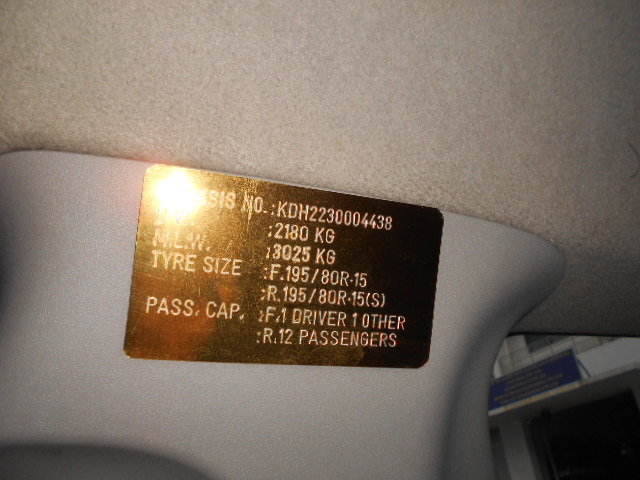 SIS NO. :KDH2230004438
:2180 KG
M.L.W. :3025 KG
TYRE SIZE :F.195/80R-15
:R.195/80R-15(S)
PASS. CAP. :F.1 DRIVER 1 OTHER
:R.12 PASSENGERS